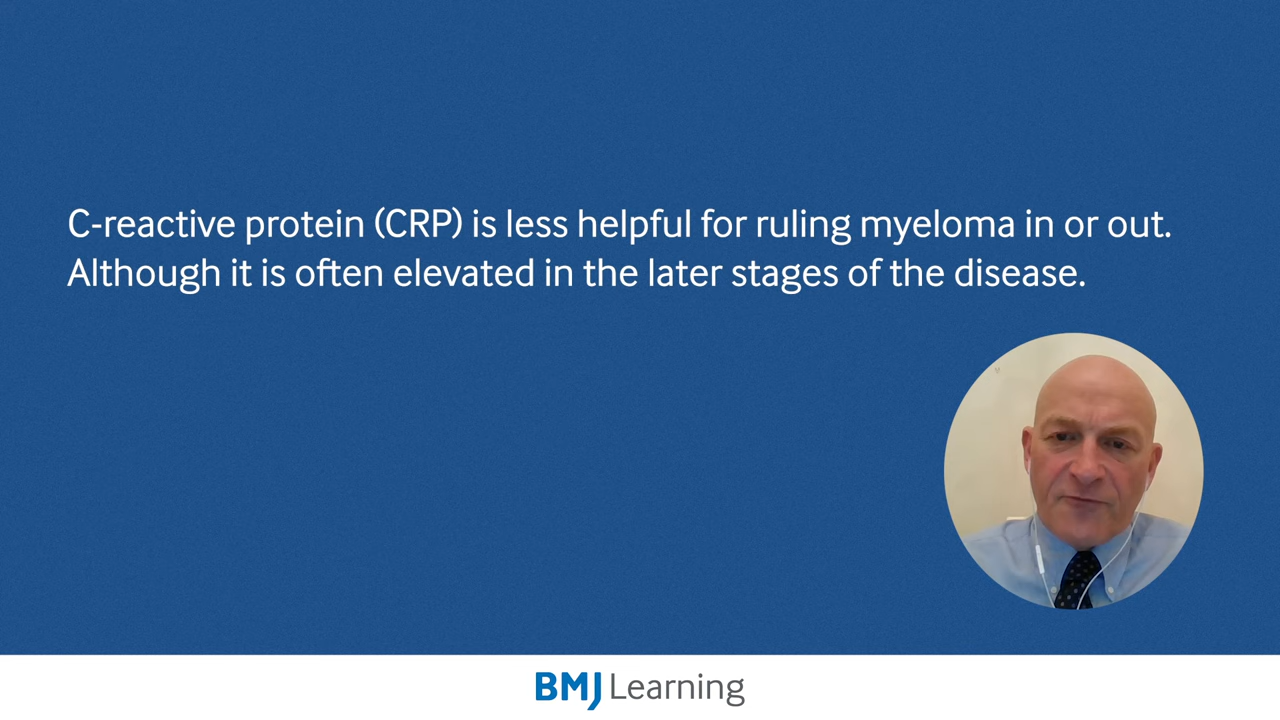 C-reactive protein (CRP) is less helpful for ruling myeloma in or out.
Although it is often elevated in the later stages of the disease.
BMJ Learning